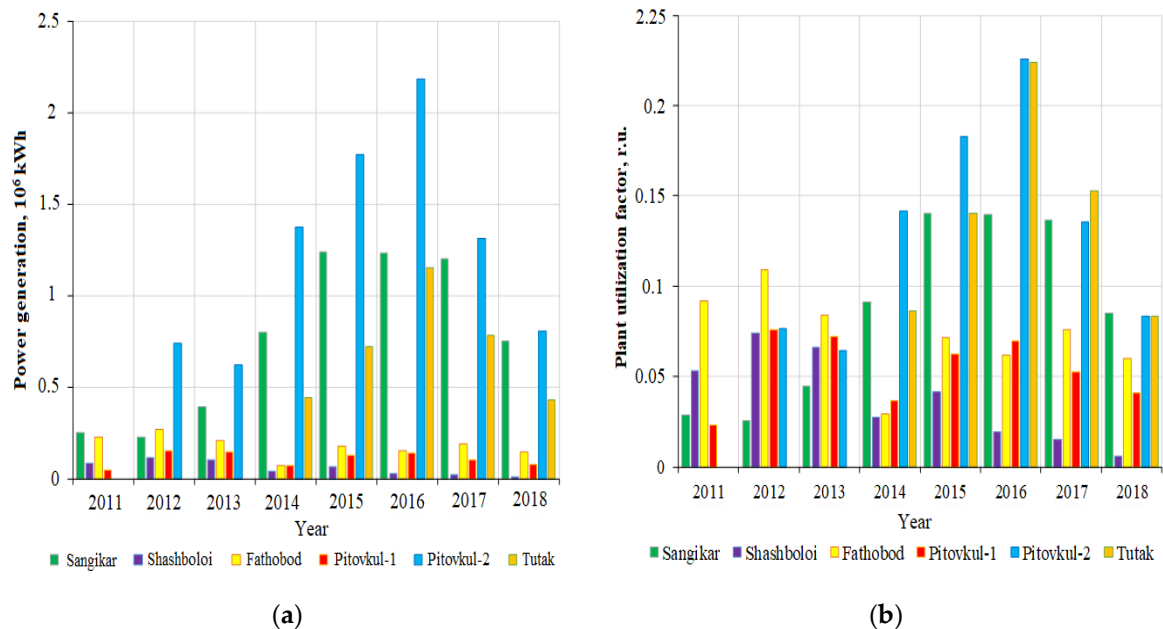 Power generation, 10⁶ kWh
2.5
2
1.5
1
0.5
0
2011 2012 2013 2014 2015 2016 2017 2018
Year
Sangikar Shashboloi Fathobod Pitovkul-1 Pitovkul-2 Tutak
(a)
Plant utilization factor, r.u.
2.25
0.2
0.15
0.1
0.05
0
2011 2012 2013 2014 2015 2016 2017 2018
Year
Sangikar Shashboloi Fathobod Pitovkul-1 Pitovkul-2 Tutak
(b)